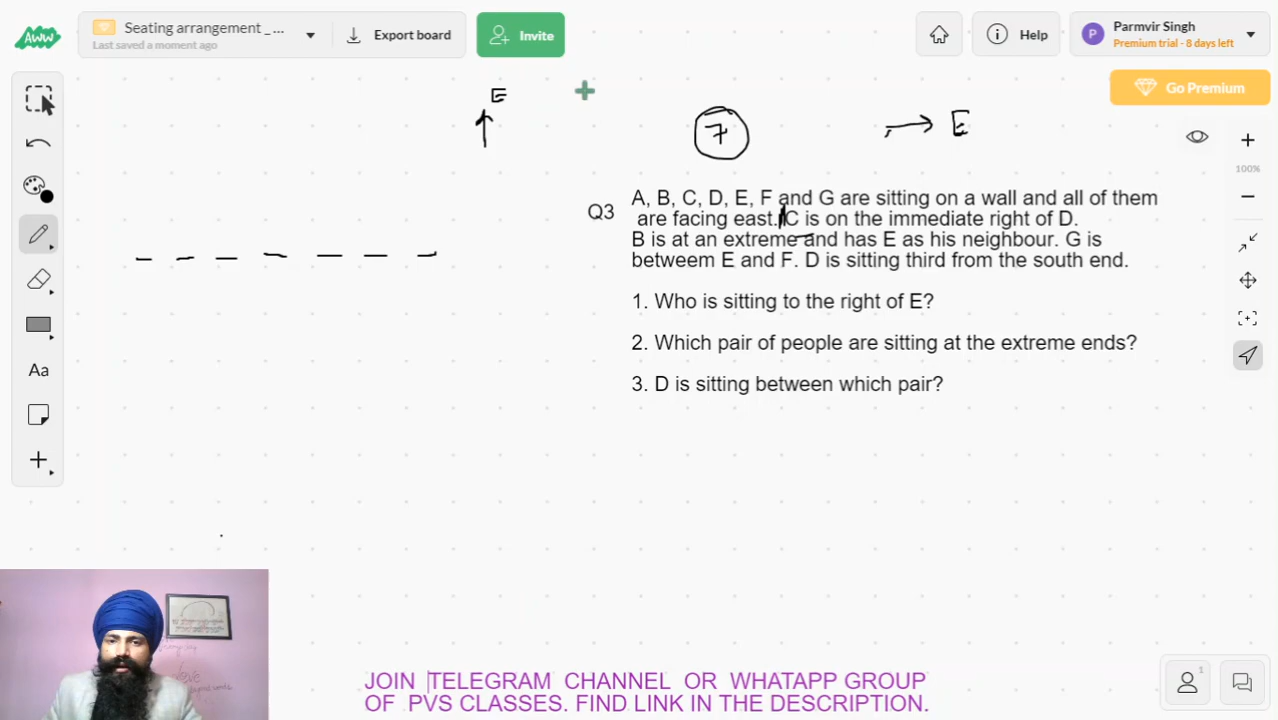 AWW
Seating arrangement _ ...
Last saved a moment ago
Export board
Invite
Help
P
Parmvir Singh
Premium trial - 8 days left
Go Premium
E
7
E
100%
Q3
A, B, C, D, E, F and G are sitting on a wall and all of them
are facing east. C is on the immediate right of D.
B is at an extreme and has E as his neighbour. G is
betweem E and F. D is sitting third from the south end.
1. Who is sitting to the right of E?
2. Which pair of people are sitting at the extreme ends?
3. D is sitting between which pair?
Aa
1
JOIN TELEGRAM CHANNEL OR WHATAPP GROUP
OF PVS CLASSES. FIND LINK IN THE DESCRIPTION.